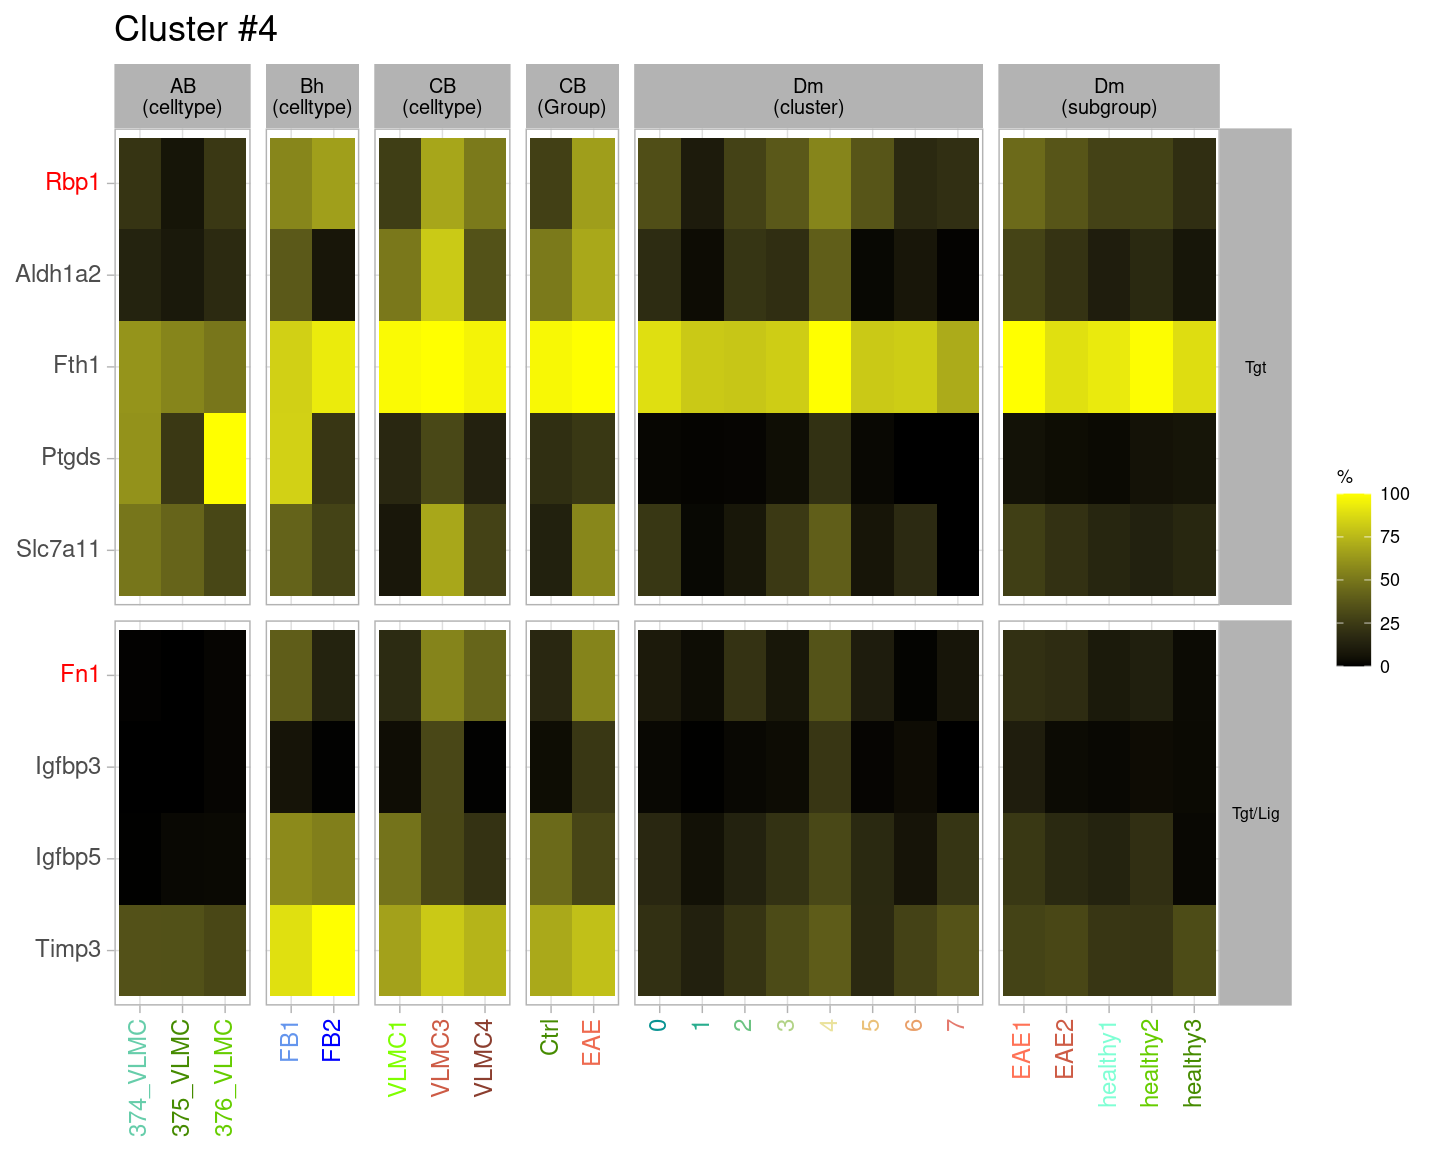 Cluster #4
AB
(celltype)
Bh
(celltype)
CB
(celltype)
CB
(Group)
Dm
(cluster)
Dm
(subgroup)
Rbp1
Aldh1a2
Fth1
Ptgds
Slc7a11
Tgt
Fn1
Igfbp3
Igfbp5
Timp3
Tgt/Lig
%
100
75
50
25
0
374_VLMC
375_VLMC
376_VLMC
FB1
FB2
VLMC1
VLMC3
VLMC4
Ctrl
EAE
0
1
2
3
4
5
6
7
EAE1
EAE2
healthy1
healthy2
healthy3